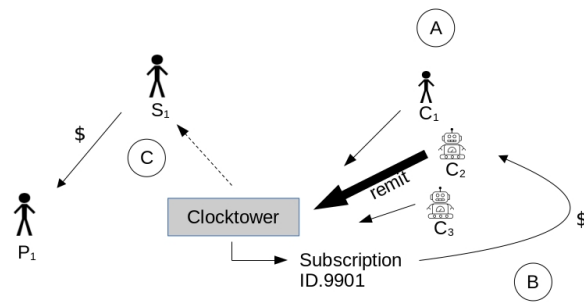 A
S₁
C₁
$
C
C₂
remit
P₁
Clocktower
C₃
$
Subscription
ID.9901
B